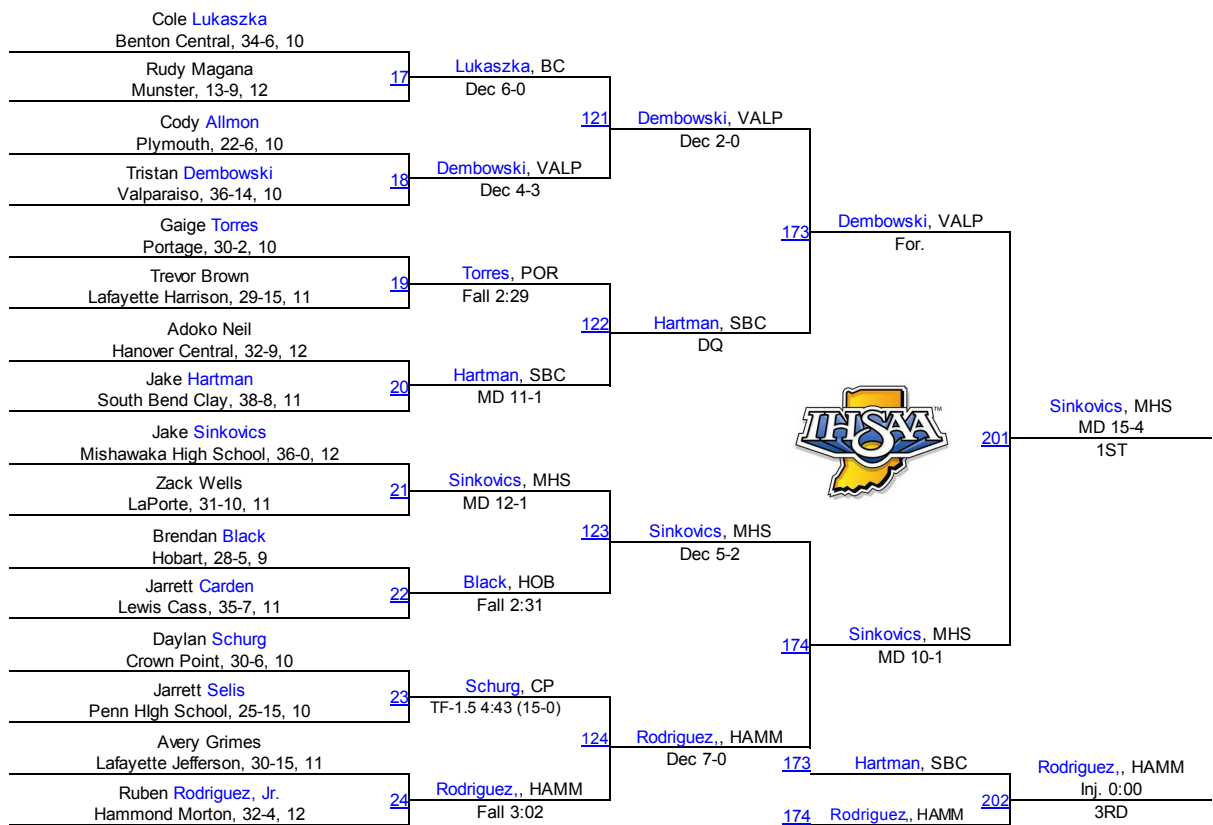 Cole Lukaszka
Benton Central, 34-6, 10
Rudy Magana
Munster, 13-9, 12
Cody Allmon
Plymouth, 22-6, 10
Tristan Dembowski
Valparaiso, 36-14, 10
Gaige Torres
Portage, 30-2, 10
Trevor Brown
Lafayette Harrison, 29-15, 11
Adoko Neil
Hanover Central, 32-9, 12
Jake Hartman
South Bend Clay, 38-8, 11
Jake Sinkovics
Mishawaka High School, 36-0, 12
Zack Wells
LaPorte, 31-10, 11
Brendan Black
Hobart, 28-5, 9
Jarrett Carden
Lewis Cass, 35-7, 11
Daylan Schurg
Crown Point, 30-6, 10
Jarrett Selis
Penn HIgh School, 25-15, 10
Avery Grimes
Lafayette Jefferson, 30-15, 11
Ruben Rodriguez, Jr.
Hammond Morton, 32-4, 12
17
18
19
20
21
22
23
24
Lukaszka, BC
Dec 6-0
Dembowski, VALP
Dec 4-3
Torres, POR
Fall 2:29
Hartman, SBC
MD 11-1
Sinkovics, MHS
MD 12-1
Black, HOB
Fall 2:31
Schurg, CP
TF-1.5 4:43 (15-0)
Rodriguez,, HAMM
Fall 3:02
121
122
123
124
Dembowski, VALP
Dec 2-0
Hartman, SBC
DQ
Sinkovics, MHS
Dec 5-2
Rodriguez,, HAMM
Dec 7-0
173
174
Dembowski, VALP
For.
Sinkovics, MHS
MD 10-1
IHSAA™
201
Sinkovics, MHS
MD 15-4
1ST
173
Hartman, SBC
174
Rodriguez,, HAMM
202
Rodriguez,, HAMM
Inj. 0:00
3RD